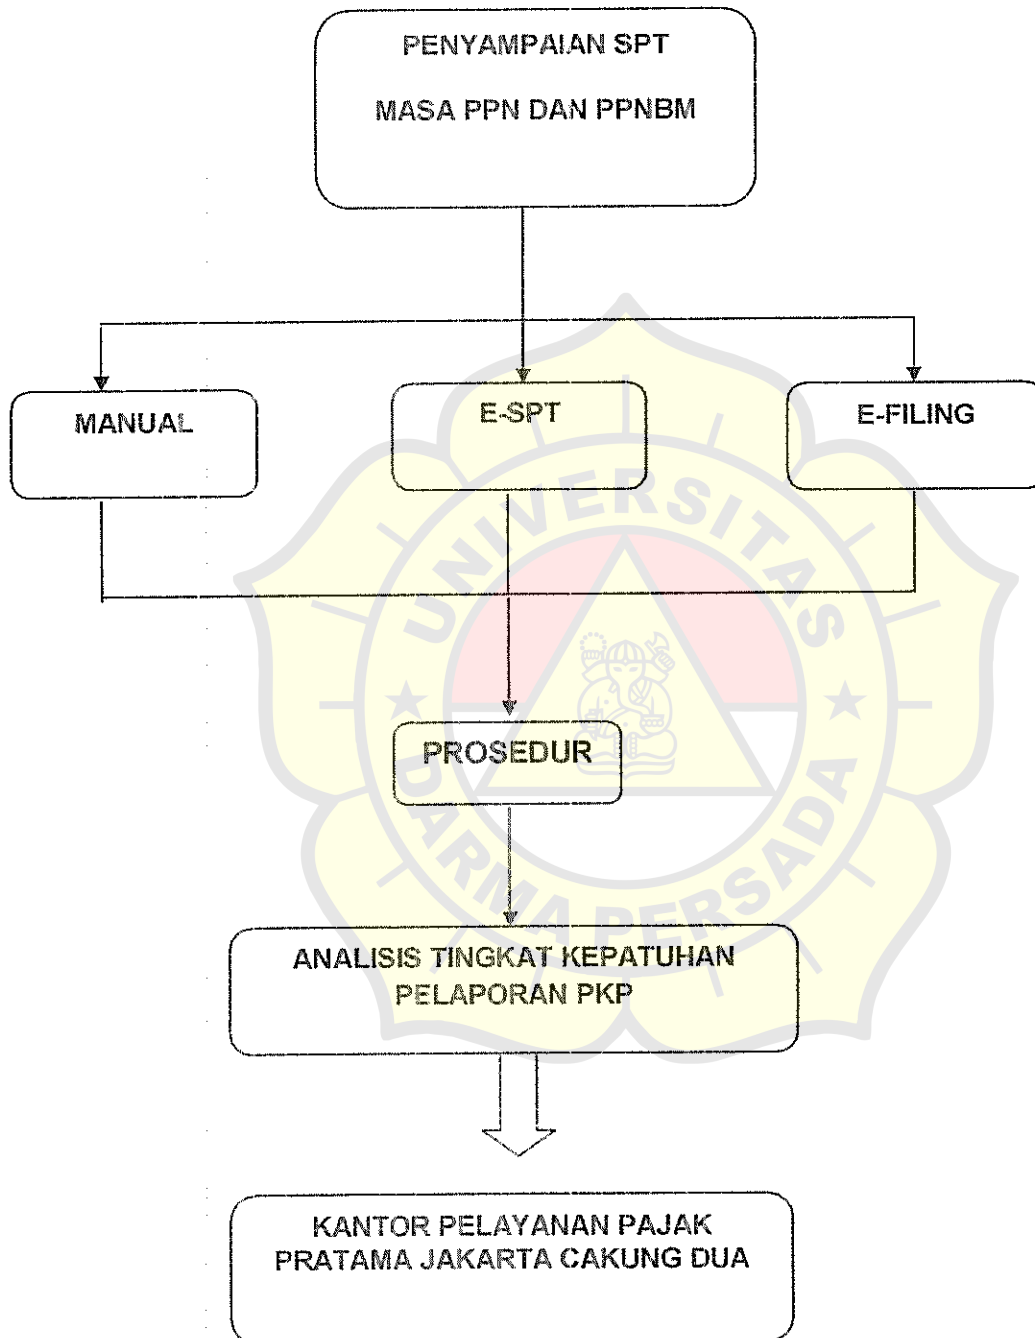 PENYAMPAIAN SPT
MASA PPN DAN PPNBM
MANUAL
E-SPT
E-FILING
UNIVERSITAS
DARMA PERSADA
PROSEDUR
ANALISIS TINGKAT KEPATUHAN
PELAPORAN PKP
KANTOR PELAYANAN PAJAK
PRATAMA JAKARTA CAKUNG DUA